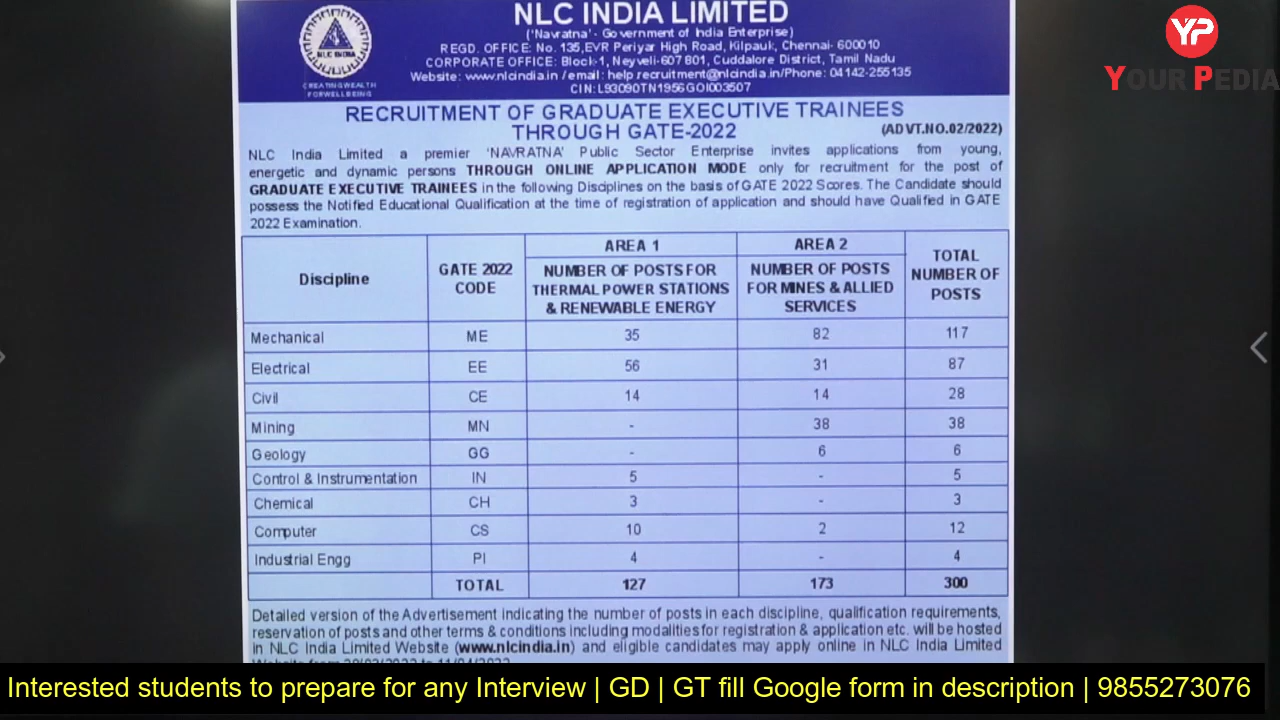 NLC INDIA LIMITED
('Navratna' - Government of India Enterprise)
REGD. OFFICE: No. 135,EVR Periyar High Road, Kilpauk, Chennai- 600010
CORPORATE OFFICE: Block-1, Neyveli-607 801, Cuddalore District, Tamil Nadu
Website: www.nlcindia.in / email: help.recruitment@nlcindia.in/Phone: 04142-255135
CIN: L93090TN1956GOI003507
NLC INDIA
CREATING WEALTH
FOR WELLBEING
YP
YOUR PEDIA
RECRUITMENT OF GRADUATE EXECUTIVE TRAINEES
THROUGH GATE-2022 (ADVT.NO.02/2022)
NLC India Limited a premier 'NAVRATNA' Public Sector Enterprise invites applications from young,
energetic and dynamic persons THROUGH ONLINE APPLICATION MODE only for recruitment for the post of
GRADUATE EXECUTIVE TRAINEES in the following Disciplines on the basis of GATE 2022 Scores. The Candidate should
possess the Notified Educational Qualification at the time of registration of application and should have Qualified in GATE
2022 Examination.
Discipline
GATE 2022
CODE
AREA 1
NUMBER OF POSTS FOR
THERMAL POWER STATIONS
& RENEWABLE ENERGY
AREA 2
NUMBER OF POSTS
FOR MINES & ALLIED
SERVICES
TOTAL
NUMBER OF
POSTS
Mechanical ME 35 82 117
Electrical EE 56 31 87
Civil CE 14 14 28
Mining MN - 38 38
Geology GG - 6 6
Control & Instrumentation IN 5 - 5
Chemical CH 3 - 3
Computer CS 10 2 12
Industrial Engg PI 4 - 4
TOTAL 127 173 300
Detailed version of the Advertisement indicating the number of posts in each discipline, qualification requirements,
reservation of posts and other terms & conditions including modalities for registration & application etc. will be hosted
in NLC India Limited Website (www.nlcindia.in) and eligible candidates may apply online in NLC India Limited
Interested students to prepare for any Interview | GD | GT fill Google form in description | 9855273076